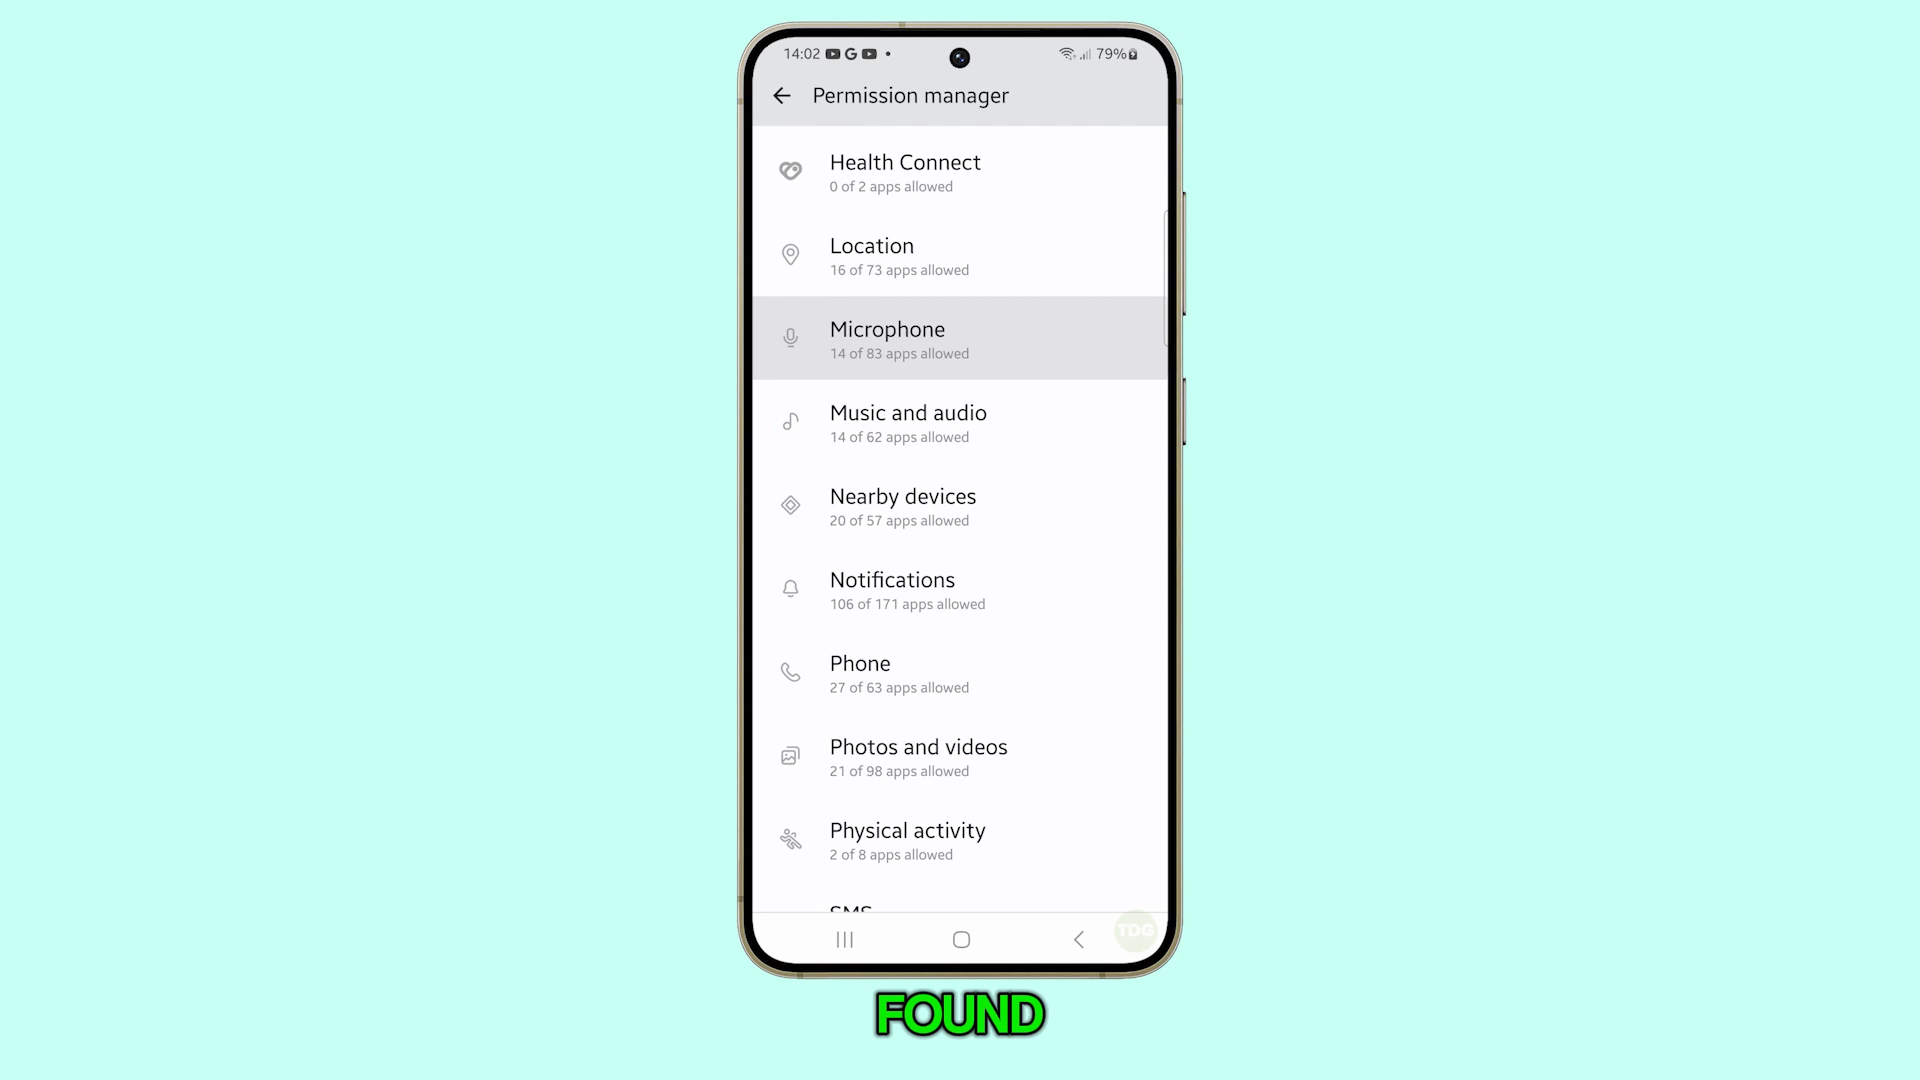 14:02 79%
Permission manager
Health Connect
0 of 2 apps allowed
Location
16 of 73 apps allowed
Microphone
14 of 83 apps allowed
Music and audio
14 of 62 apps allowed
Nearby devices
20 of 57 apps allowed
Notifications
106 of 171 apps allowed
Phone
27 of 63 apps allowed
Photos and videos
21 of 98 apps allowed
Physical activity
2 of 8 apps allowed
SMS
TDG
FOUND